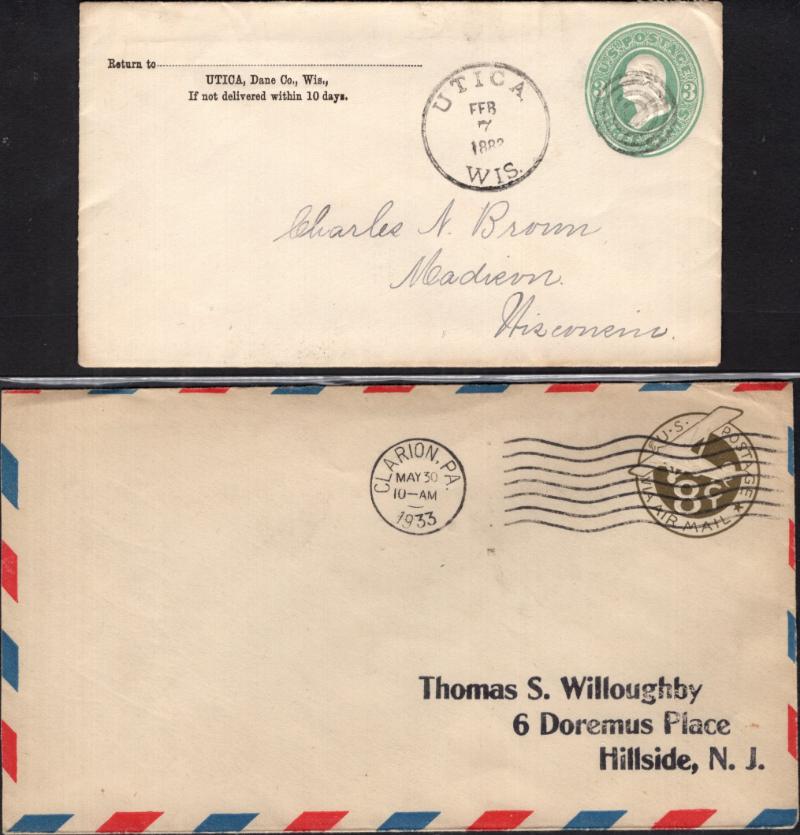 Return to
UTICA, Dane Co., Wis.,
If not delivered within 10 days.
UTICA
FEB
7
1882
WIS.
U.S. POSTAGE
3 3
Charles N. Brown
Madison
Wisconsin.
CLARION, PA.
MAY 30
10-AM
1933
U.S. POSTAGE
8¢
VIA AIR MAIL
Thomas S. Willoughby
6 Doremus Place
Hillside, N. J.